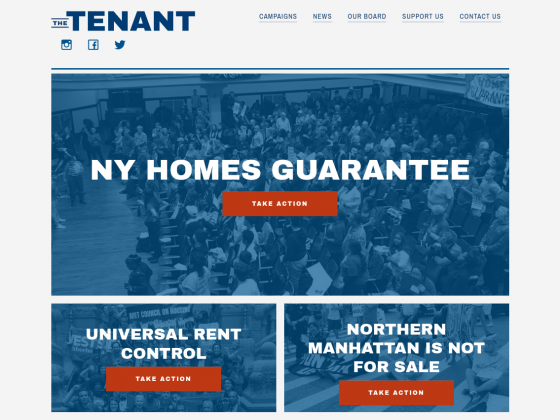 THE TENANT
CAMPAIGNS NEWS OUR BOARD SUPPORT US CONTACT US
NY HOMES GUARANTEE
TAKE ACTION
UNIVERSAL RENT
CONTROL
TAKE ACTION
NORTHERN
MANHATTAN IS NOT
FOR SALE
TAKE ACTION